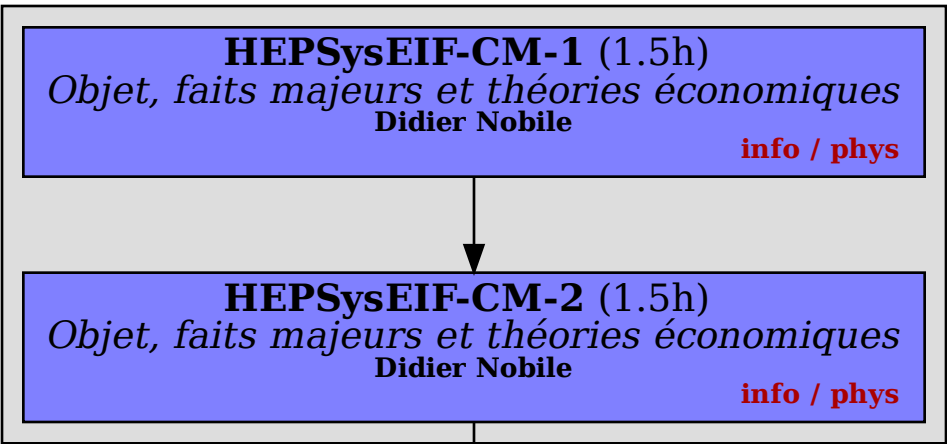 HEPSysEIF-CM-1 (1.5h)
Objet, faits majeurs et théories économiques
Didier Nobile
info / phys
HEPSysEIF-CM-2 (1.5h)
Objet, faits majeurs et théories économiques
Didier Nobile
info / phys